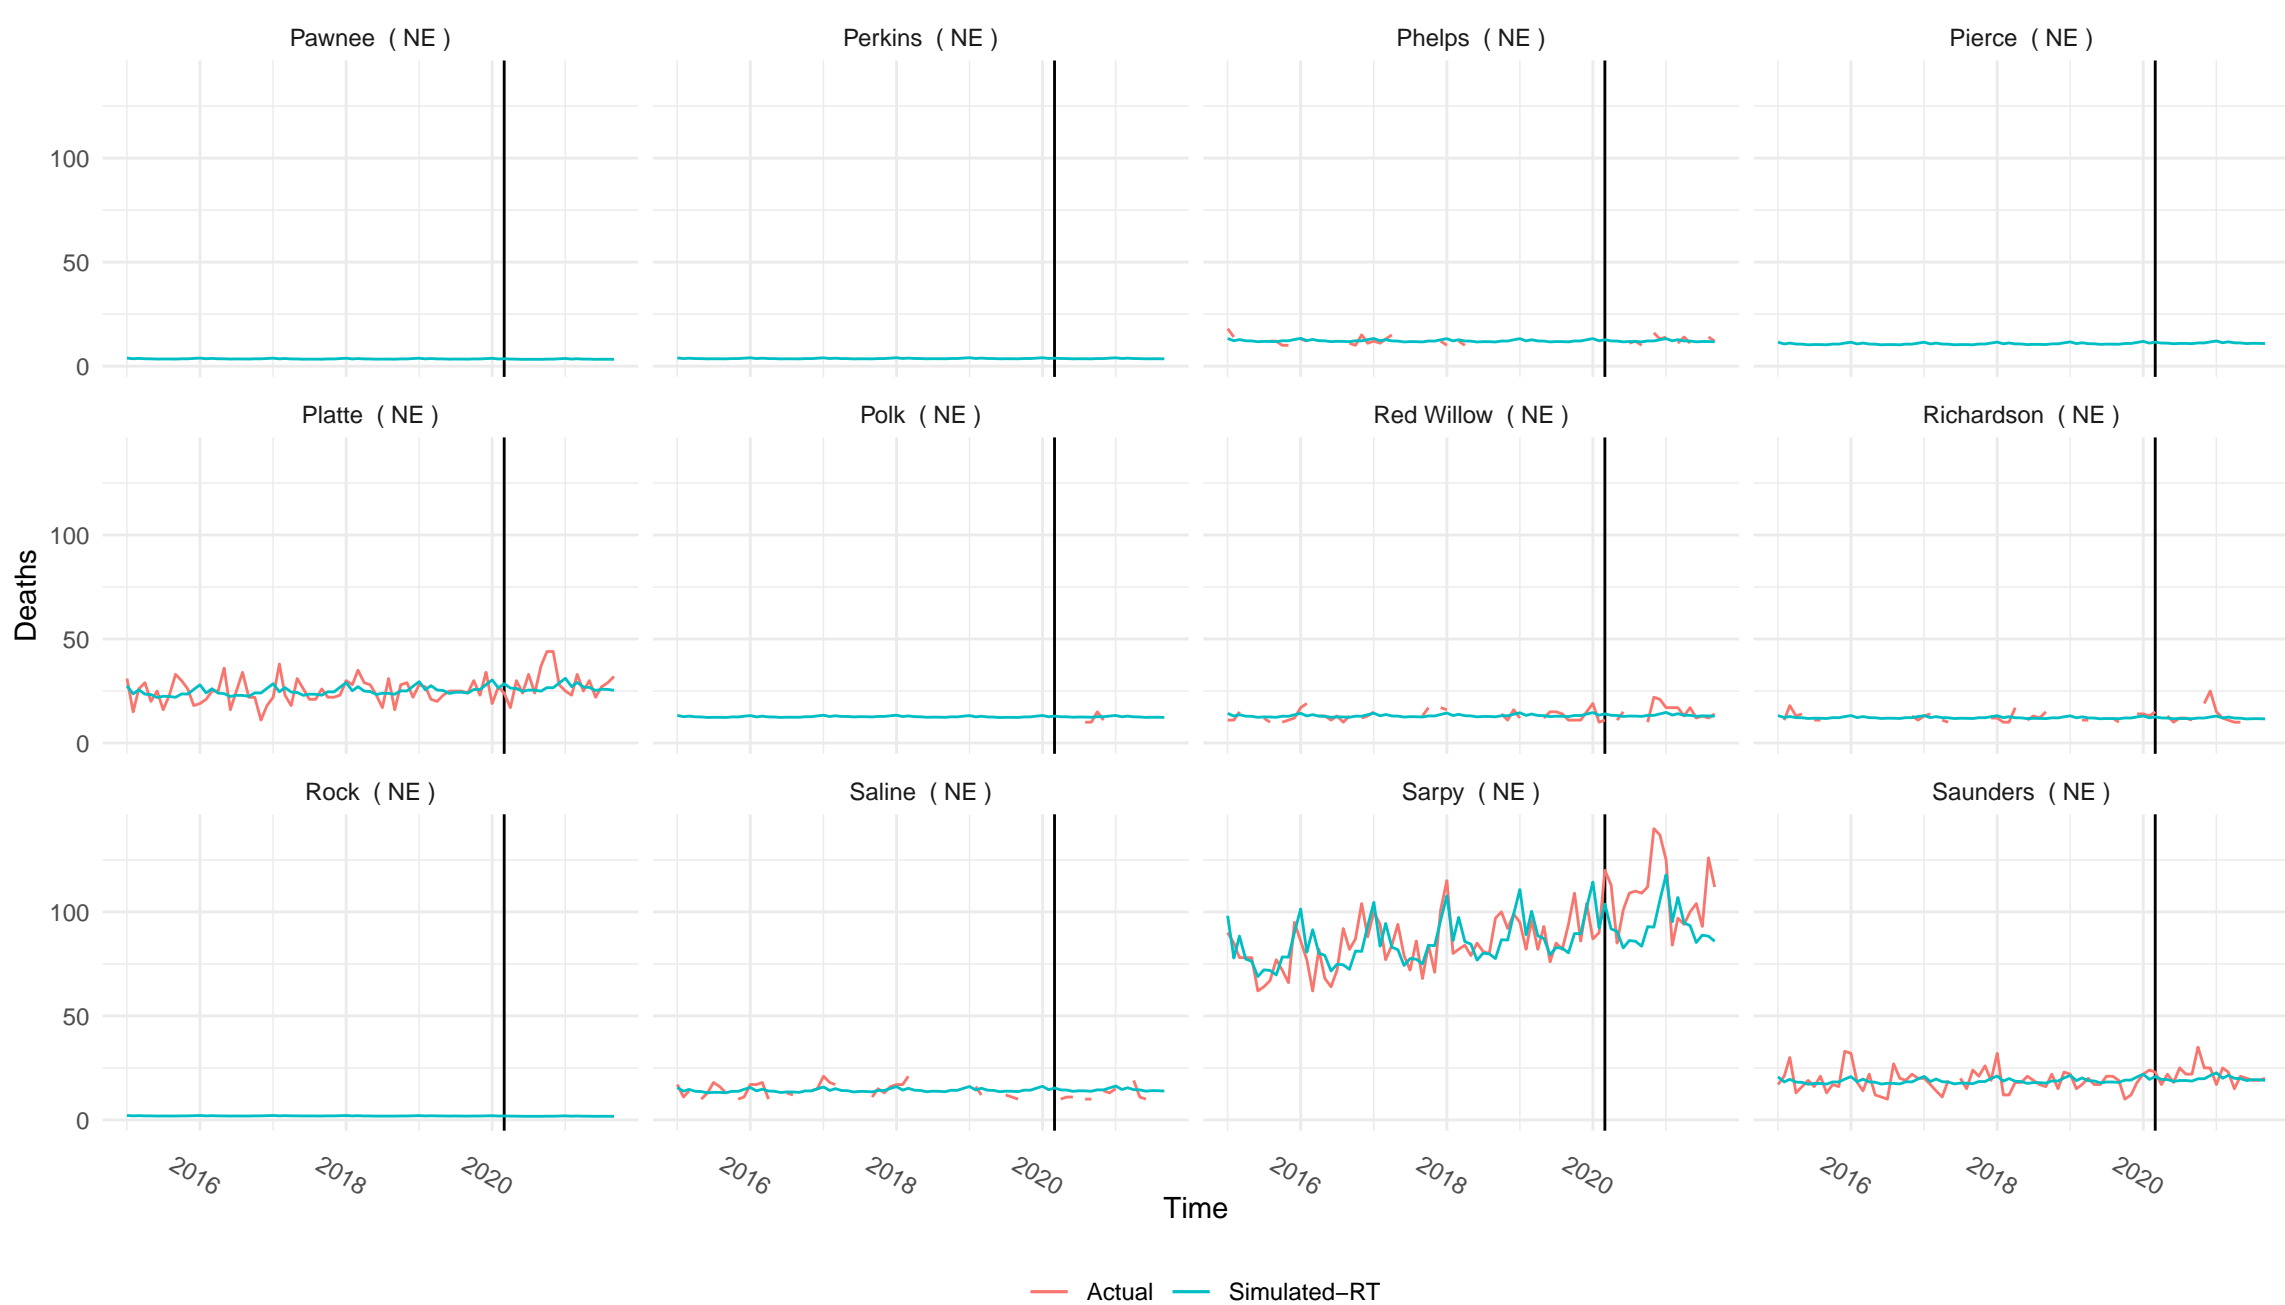 Pawnee  ( NE )
Perkins  ( NE )
Phelps  ( NE )
Pierce  ( NE )
100
50
0
Platte  ( NE )
Polk  ( NE )
Red Willow  ( NE )
Richardson  ( NE )
100
50
0
Deaths
Rock  ( NE )
Saline  ( NE )
Sarpy  ( NE )
Saunders  ( NE )
100
50
0
2016 2018 2020
2016 2018 2020
2016 2018 2020
2016 2018 2020
Time
Actual
Simulated−RT